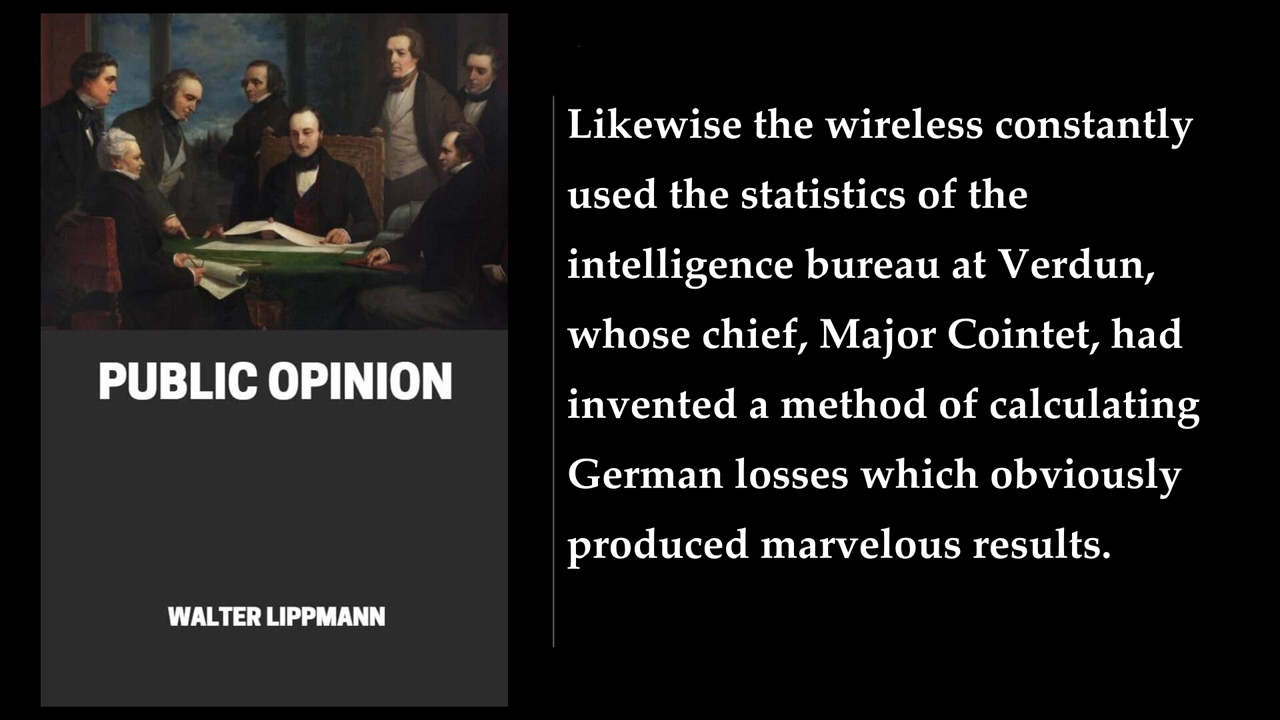 PUBLIC OPINION
WALTER LIPPMANN
Likewise the wireless constantly
used the statistics of the
intelligence bureau at Verdun,
whose chief, Major Cointet, had
invented a method of calculating
German losses which obviously
produced marvelous results.